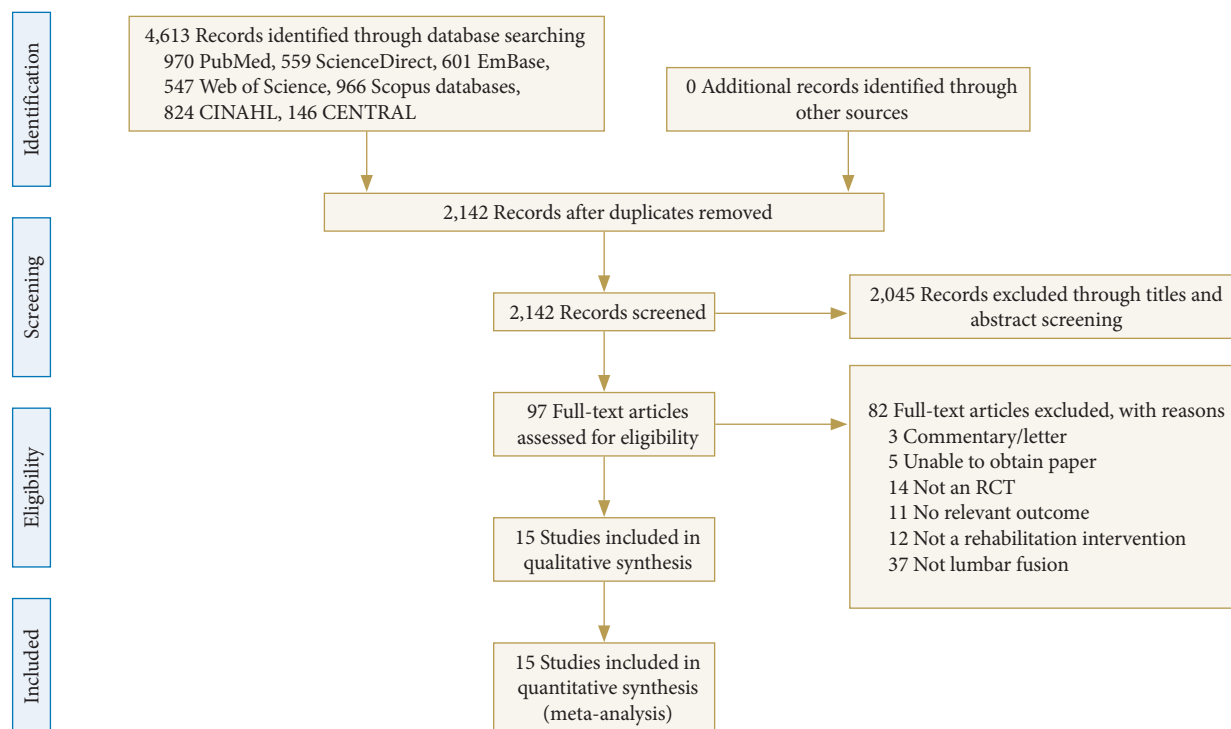 Identification
4,613 Records identified through database searching
970 PubMed, 559 ScienceDirect, 601 EmBase,
547 Web of Science, 966 Scopus databases,
824 CINAHL, 146 CENTRAL
0 Additional records identified through
other sources
2,142 Records after duplicates removed
Screening
2,142 Records screened
2,045 Records excluded through titles and
abstract screening
Eligibility
97 Full-text articles
assessed for eligibility
82 Full-text articles excluded, with reasons
3 Commentary/letter
5 Unable to obtain paper
14 Not an RCT
11 No relevant outcome
12 Not a rehabilitation intervention
37 Not lumbar fusion
15 Studies included in
qualitative synthesis
Included
15 Studies included in
quantitative synthesis
(meta-analysis)